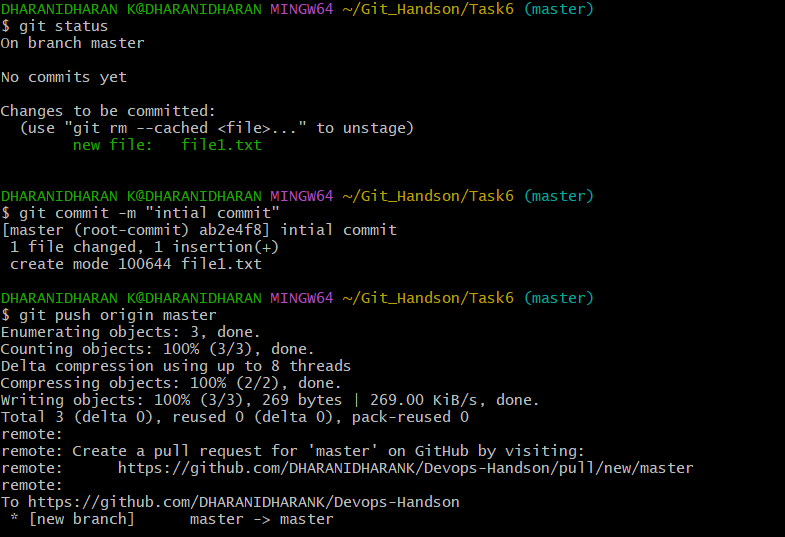 DHARANIDHARAN K@DHARANIDHARAN MINGW64 ~/Git_Handson/Task6 (master)
$ git status
On branch master

No commits yet

Changes to be committed:
  (use "git rm --cached <file>..." to unstage)
        new file:   file1.txt


DHARANIDHARAN K@DHARANIDHARAN MINGW64 ~/Git_Handson/Task6 (master)
$ git commit -m "intial commit"
[master (root-commit) ab2e4f8] intial commit
 1 file changed, 1 insertion(+)
 create mode 100644 file1.txt

DHARANIDHARAN K@DHARANIDHARAN MINGW64 ~/Git_Handson/Task6 (master)
$ git push origin master
Enumerating objects: 3, done.
Counting objects: 100% (3/3), done.
Delta compression using up to 8 threads
Compressing objects: 100% (2/2), done.
Writing objects: 100% (3/3), 269 bytes | 269.00 KiB/s, done.
Total 3 (delta 0), reused 0 (delta 0), pack-reused 0
remote:
remote: Create a pull request for 'master' on GitHub by visiting:
remote:      https://github.com/DHARANIDHARANK/Devops-Handson/pull/new/master
remote:
To https://github.com/DHARANIDHARANK/Devops-Handson
 * [new branch]      master -> master